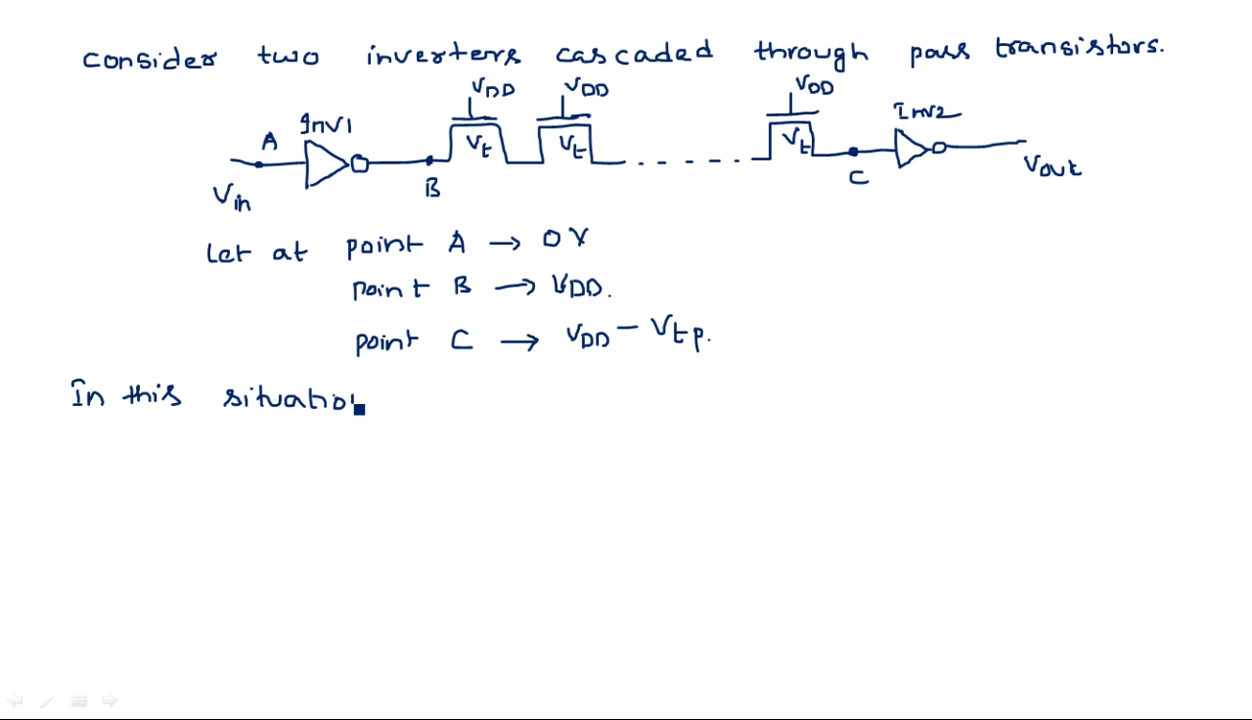 consider two inverters cascaded through pass transistors.
VDD VDD VDD
A Inv1 Vt Vt Vt Inv2
Vin B C Vout
Let at point A → 0V
point B → VDD.
point C → VDD - Vtp.
In this situation